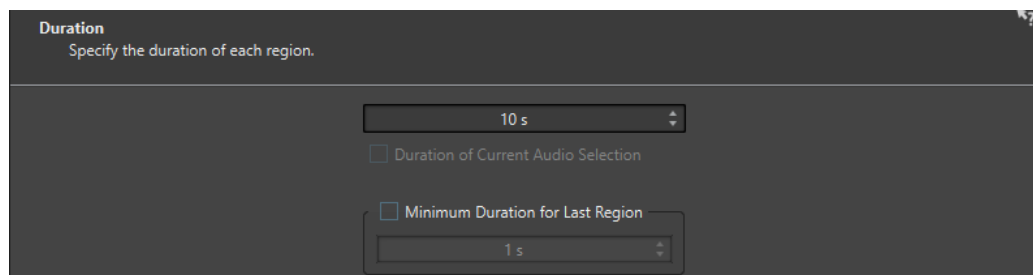 Duration
Specify the duration of each region.
10 s
Duration of Current Audio Selection
Minimum Duration for Last Region
1 s